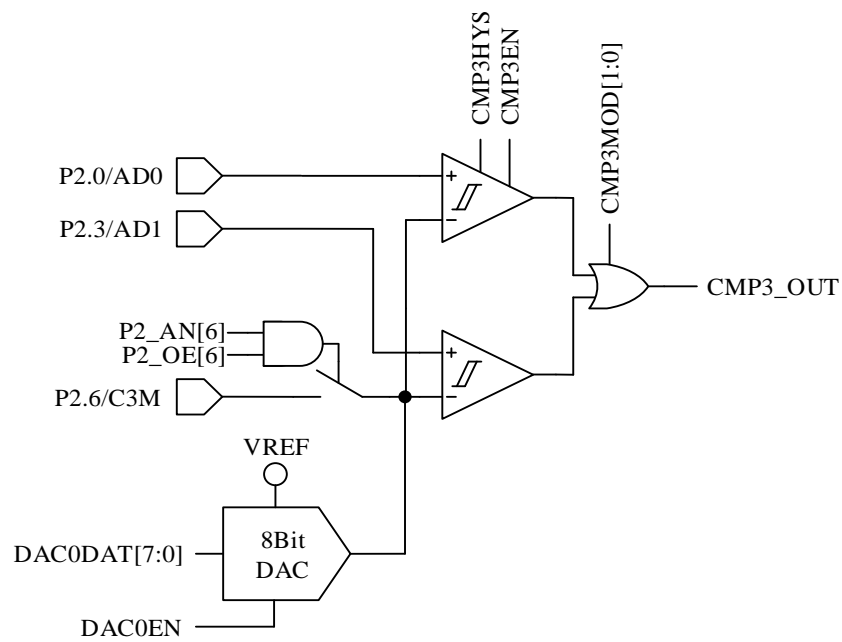 CMP3HYS
CMP3EN
CMP3MOD[1:0]
P2.0/AD0
+
P2.3/AD1
−
CMP3_OUT
P2_AN[6]
P2_OE[6]
+
P2.6/C3M
−
VREF
DAC0DAT[7:0]
8Bit
DAC
DAC0EN